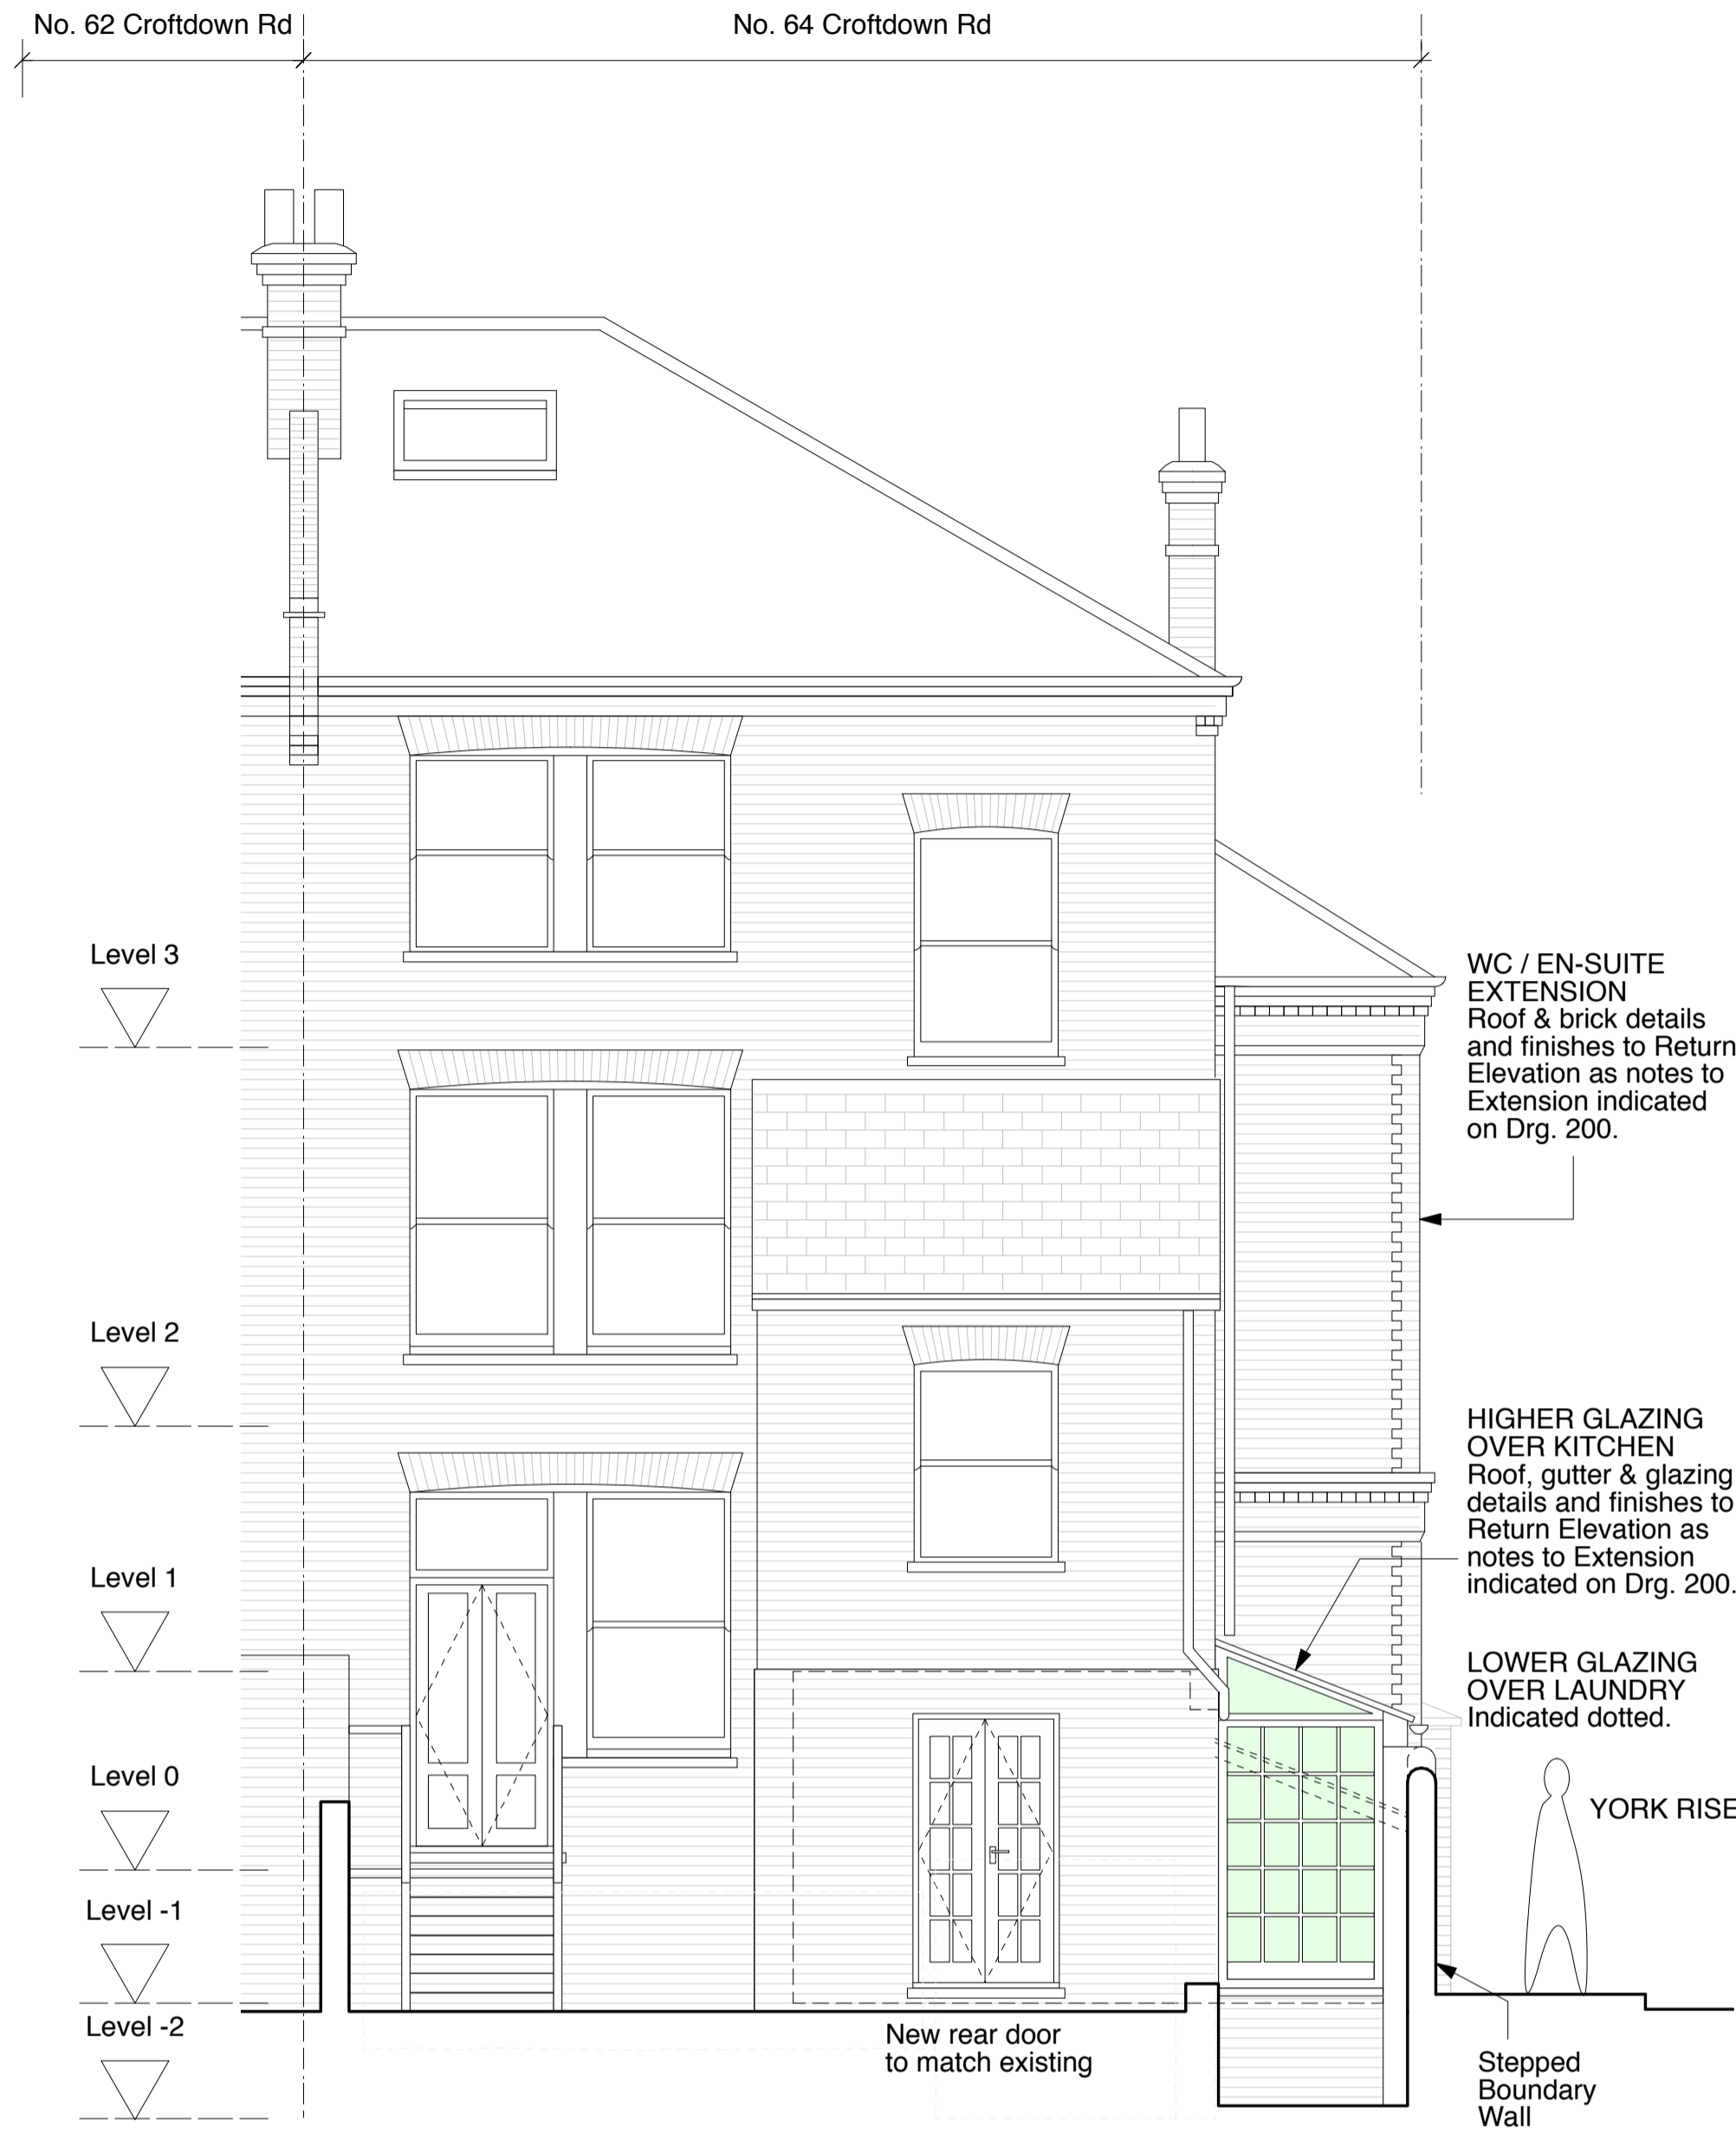 No. 62 Croftdown Rd
No. 64 Croftdown Rd
Level 3
WC / EN-SUITE
EXTENSION
Roof & brick details
and finishes to Return
Elevation as notes to
Extension indicated
on Drg. 200.
Level 2
HIGHER GLAZING
OVER KITCHEN
Roof, gutter & glazing
details and finishes to
Return Elevation as
notes to Extension
indicated on Drg. 200.
Level 1
LOWER GLAZING
OVER LAUNDRY
Indicated dotted.
Level 0
YORK RISE
Level -1
Level -2
New rear door
to match existing
Stepped
Boundary
Wall